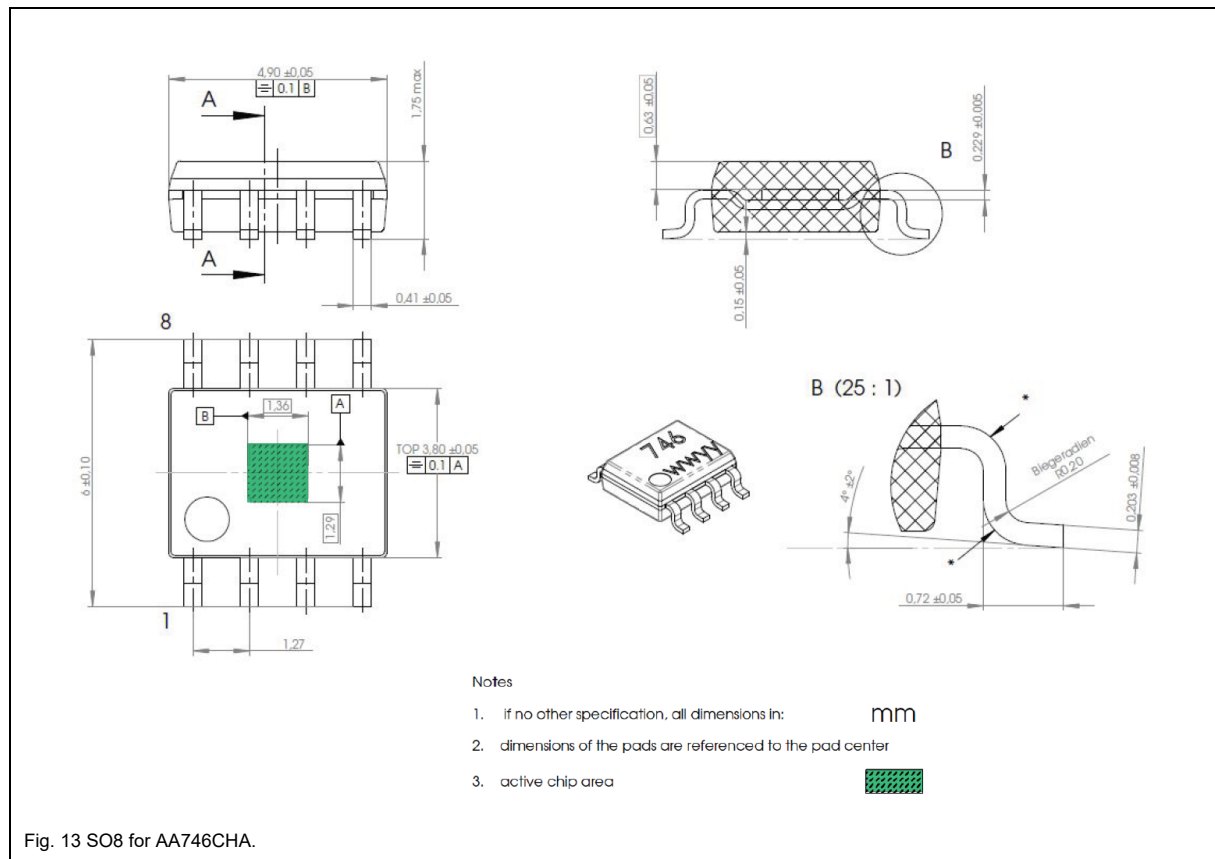 4,90 ±0,05
⌯ 0.1 B
A
A
1,75 max
0,41 ±0,05
0,63 ±0,05
0,15 ±0,05
0,229 ±0,005
B
8
1
6 ±0,10
B
1,36
A
1,29
TOP 3,80 ±0,05
⌯ 0.1 A
1,27
746
WWYY
B (25 : 1)
*
*
Biegeradien
R0.20
4° ±2°
0,203 ±0,008
0,72 ±0,05
Notes
1. if no other specification, all dimensions in: mm
2. dimensions of the pads are referenced to the pad center
3. active chip area
Fig. 13 SO8 for AA746CHA.